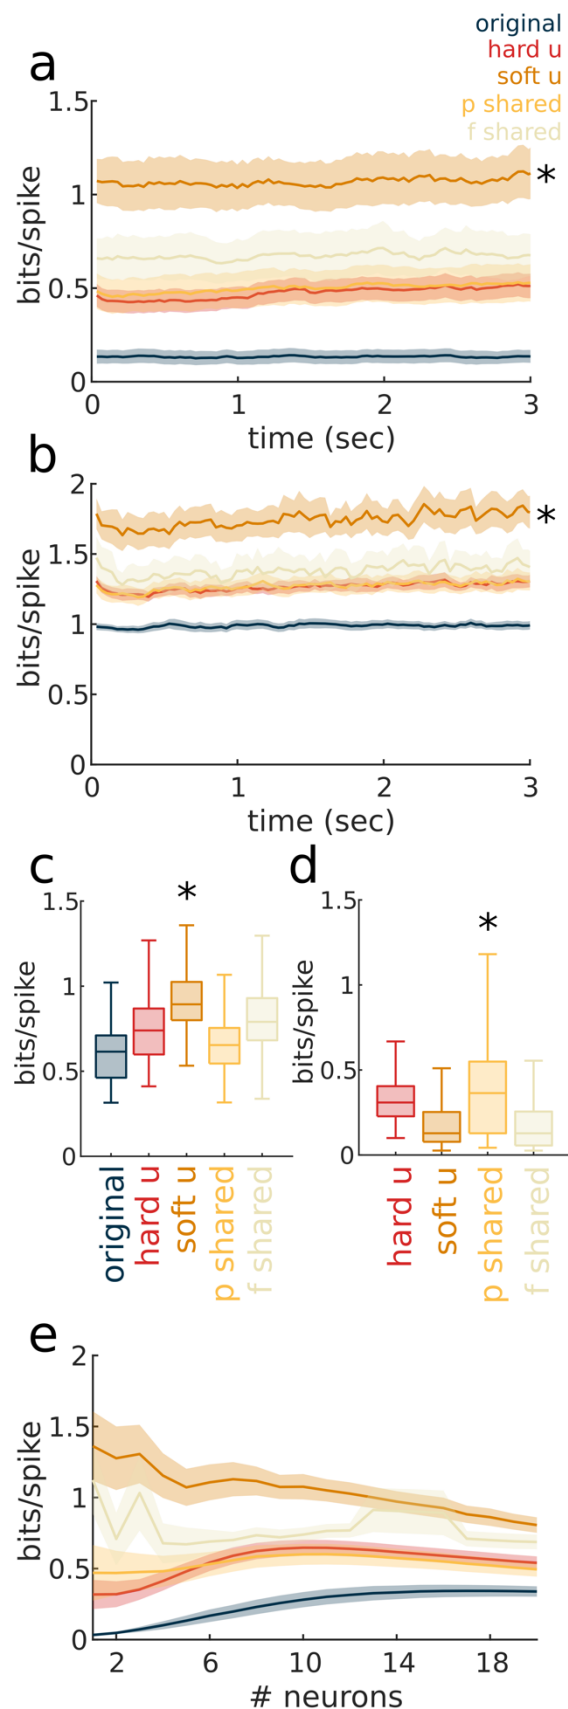 original
hard u
soft u
p shared
f shared
a
1.5
1
0.5
0
bits/spike
*
0 1 2 3
time (sec)
b
2
1.5
1
0.5
0
bits/spike
*
0 1 2 3
time (sec)
c
1.5
1
0.5
0
bits/spike
*
original
hard u
soft u
p shared
f shared
d
1.5
1
0.5
0
bits/spike
*
hard u
soft u
p shared
f shared
e
2
1.5
1
0.5
0
bits/spike
2 6 10 14 18
# neurons